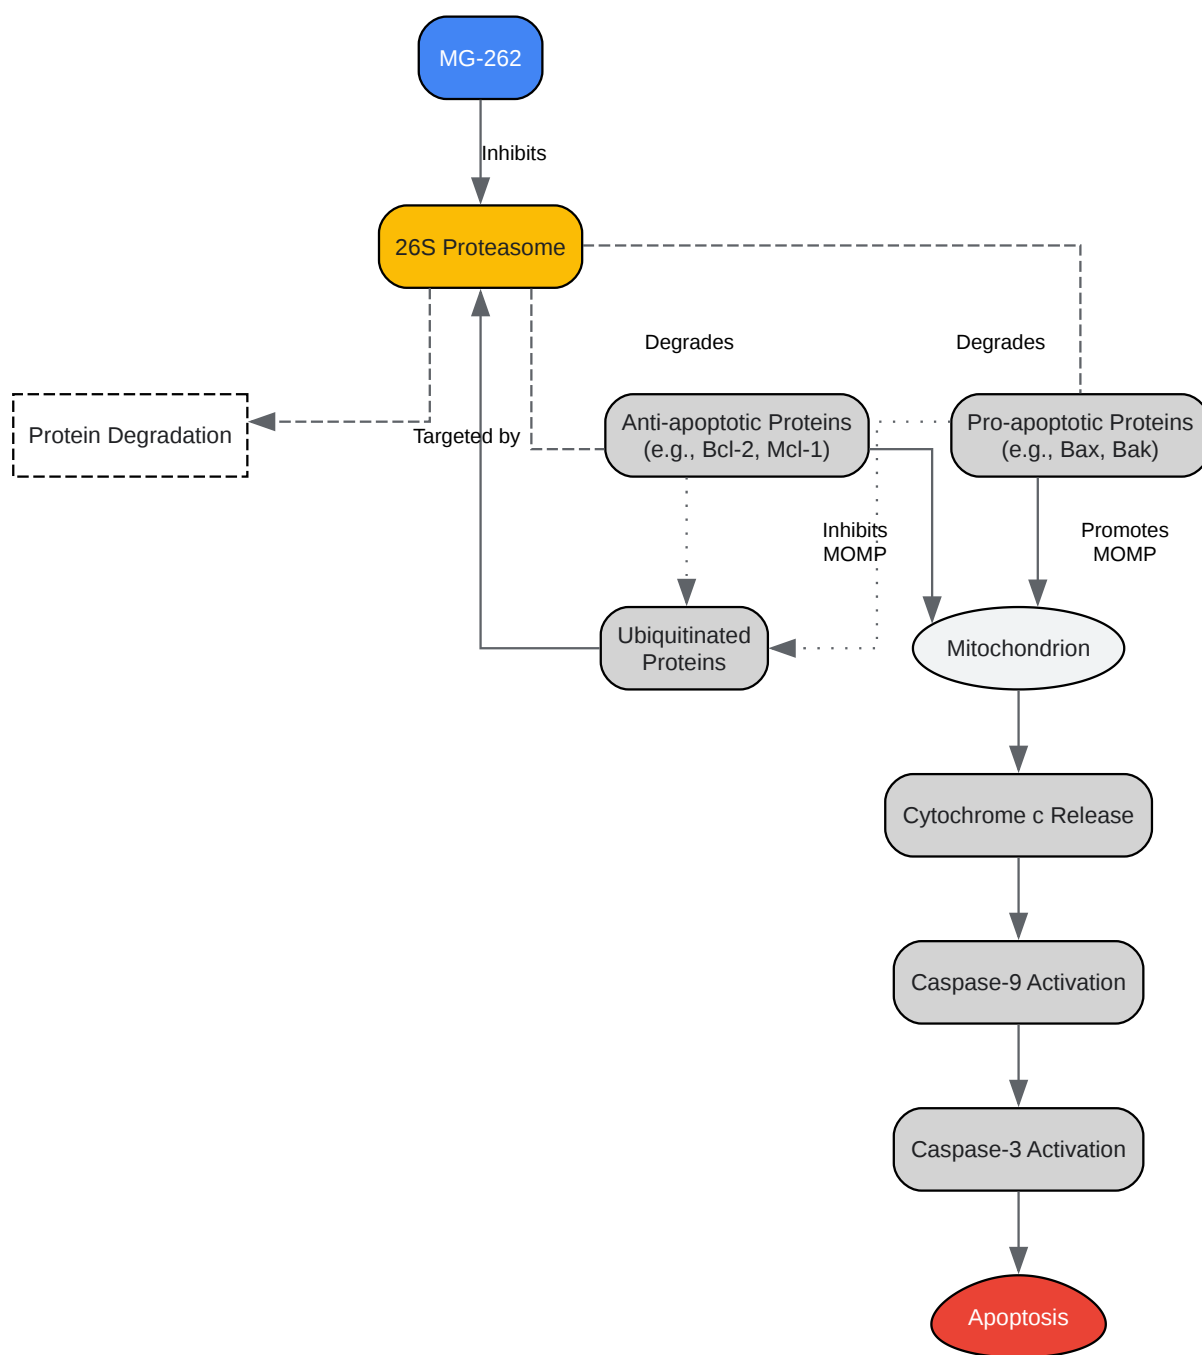 MG-262
Inhibits
26S Proteasome
Degrades
Degrades
Protein Degradation
Targeted by
Anti-apoptotic Proteins
(e.g., Bcl-2, Mcl-1)
Pro-apoptotic Proteins
(e.g., Bax, Bak)
Inhibits
MOMP
Promotes
MOMP
Ubiquitinated
Proteins
Mitochondrion
Cytochrome c Release
Caspase-9 Activation
Caspase-3 Activation
Apoptosis